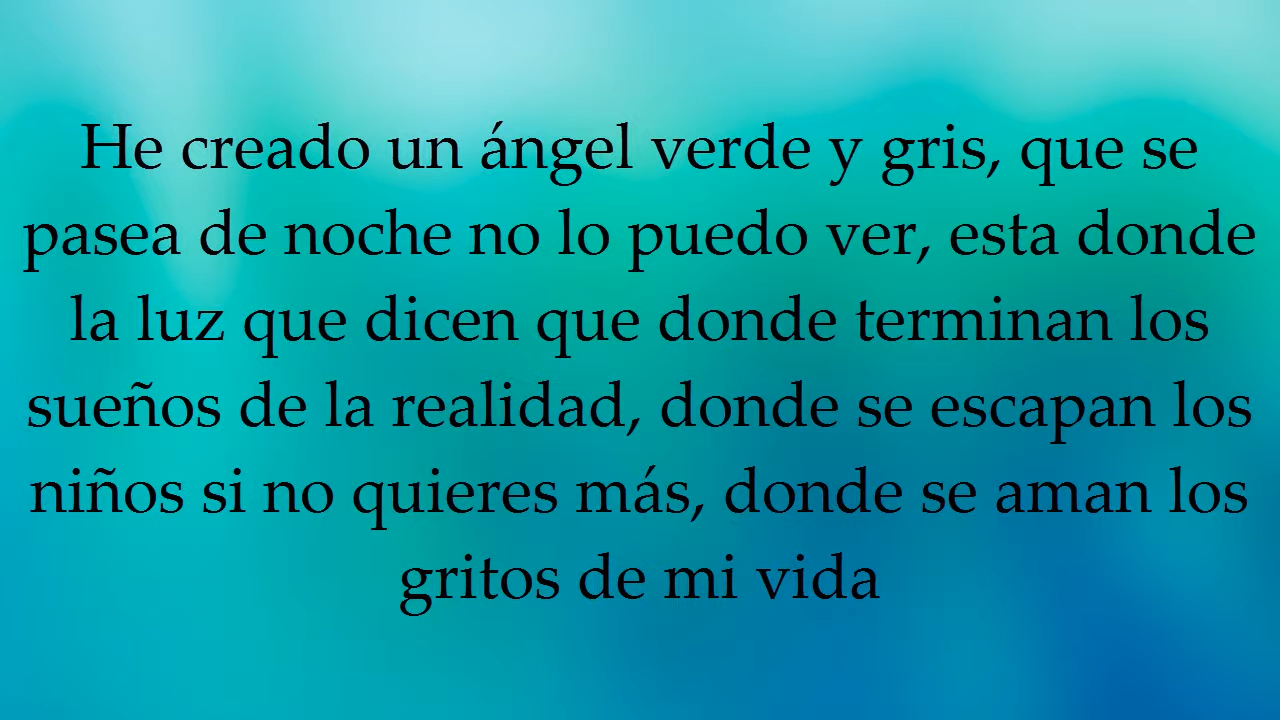 He creado un ángel verde y gris, que se
pasea de noche no lo puedo ver, esta donde
la luz que dicen que donde terminan los
sueños de la realidad, donde se escapan los
niños si no quieres más, donde se aman los
gritos de mi vida